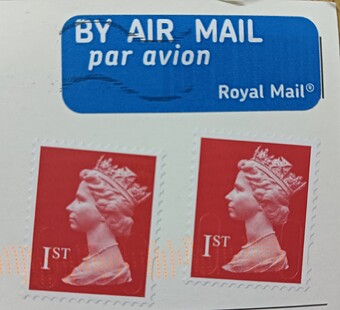 BY AIR MAIL
par avion
Royal Mail®
1ST
1ST